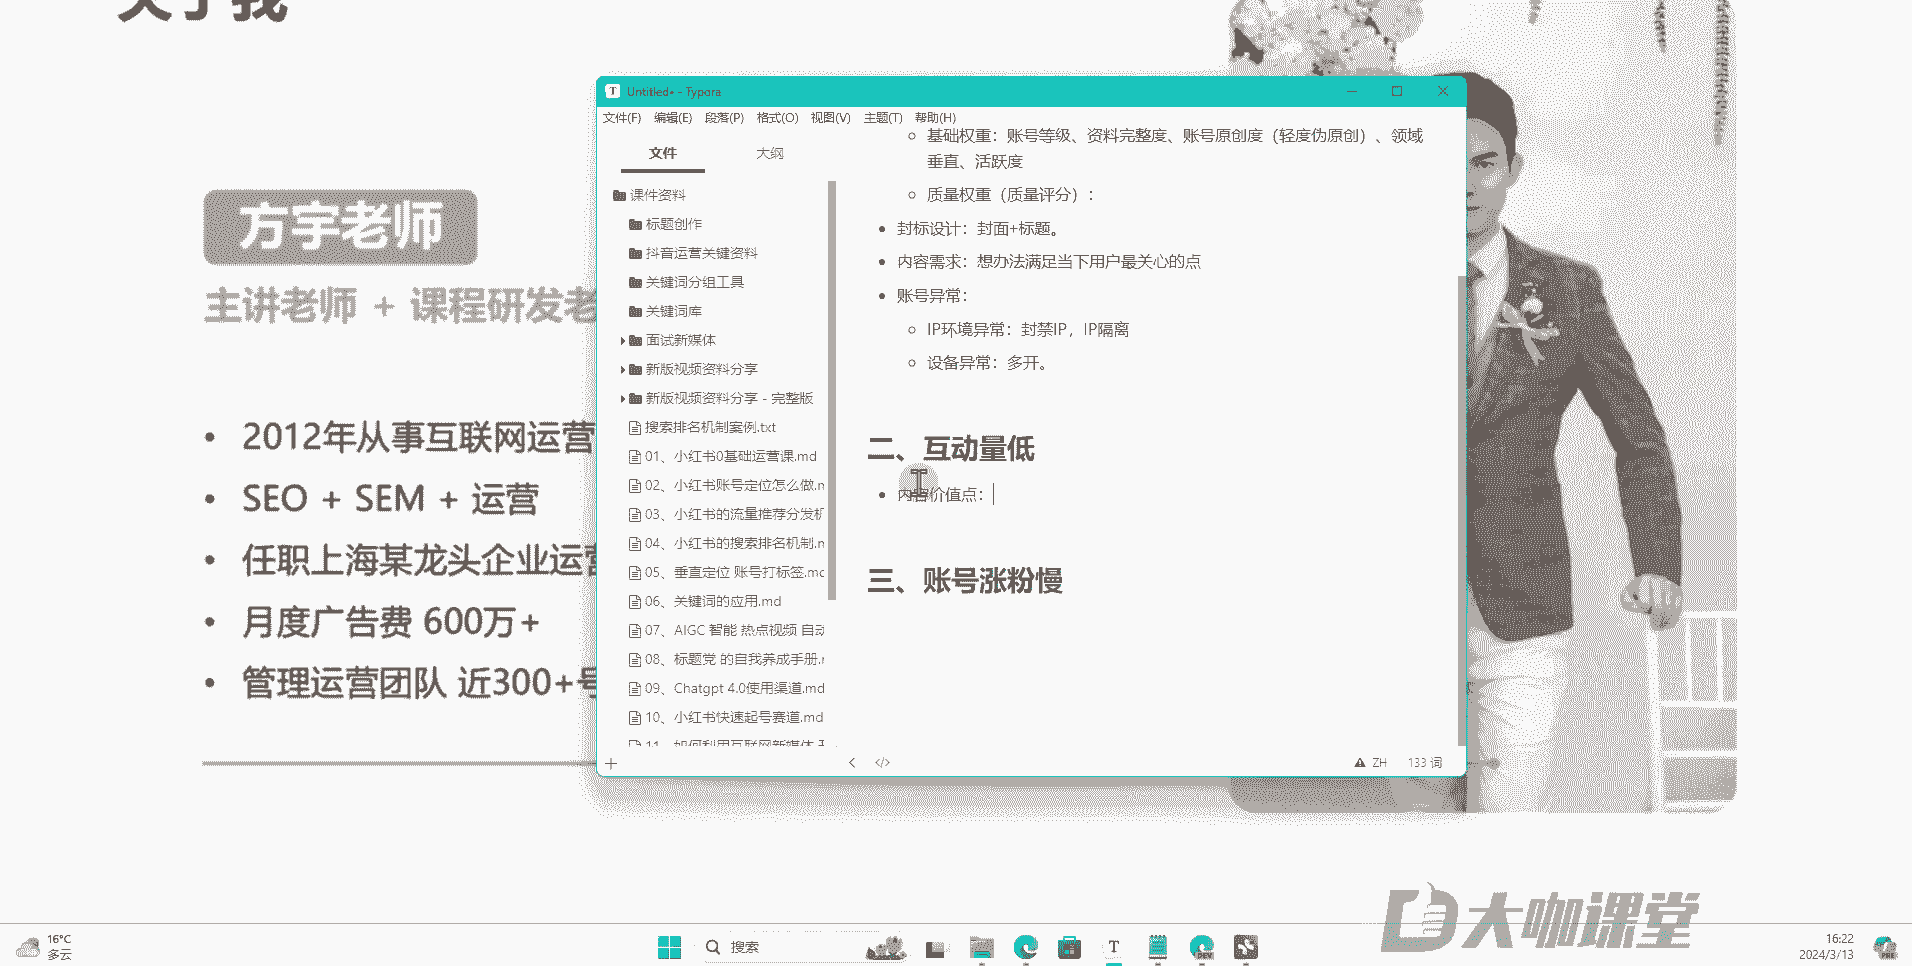 关于我
方宇老师
主讲老师 + 课程研发老
2012年从事互联网运营
SEO + SEM + 运营
任职上海某龙头企业运营
月度广告费 600万+
管理运营团队 近300+号
Untitled• - Typora
文件(F) 编辑(E) 段落(P) 格式(O) 视图(V) 主题(T) 帮助(H)
文件 大纲
课件资料
标题创作
抖音运营关键资料
关键词分组工具
关键词库
面试新媒体
新版视频资料分享
新版视频资料分享 - 完整版
搜索排名机制案例.txt
01、小红书0基础运营课.md
02、小红书账号定位怎么做.m
03、小红书的流量推荐分发机
04、小红书的搜索排名机制.m
05、垂直定位 账号打标签.mc
06、关键词的应用.md
07、AIGC 智能 热点视频 自动
08、标题党 的自我养成手册.r
09、Chatgpt 4.0使用渠道.md
10、小红书快速起号赛道.md
11、如何利用互联网新媒体
基础权重：账号等级、资料完整度、账号原创度（轻度伪原创）、领域
垂直、活跃度
质量权重（质量评分）：
封标设计：封面+标题。
内容需求：想办法满足当下用户最关心的点
账号异常：
IP环境异常：封禁IP，IP隔离
设备异常：多开。
二、互动量低
内容价值点：
三、账号涨粉慢
ZH 133 词
大咖课堂
16°C
多云
搜索
16:22
2024/3/13